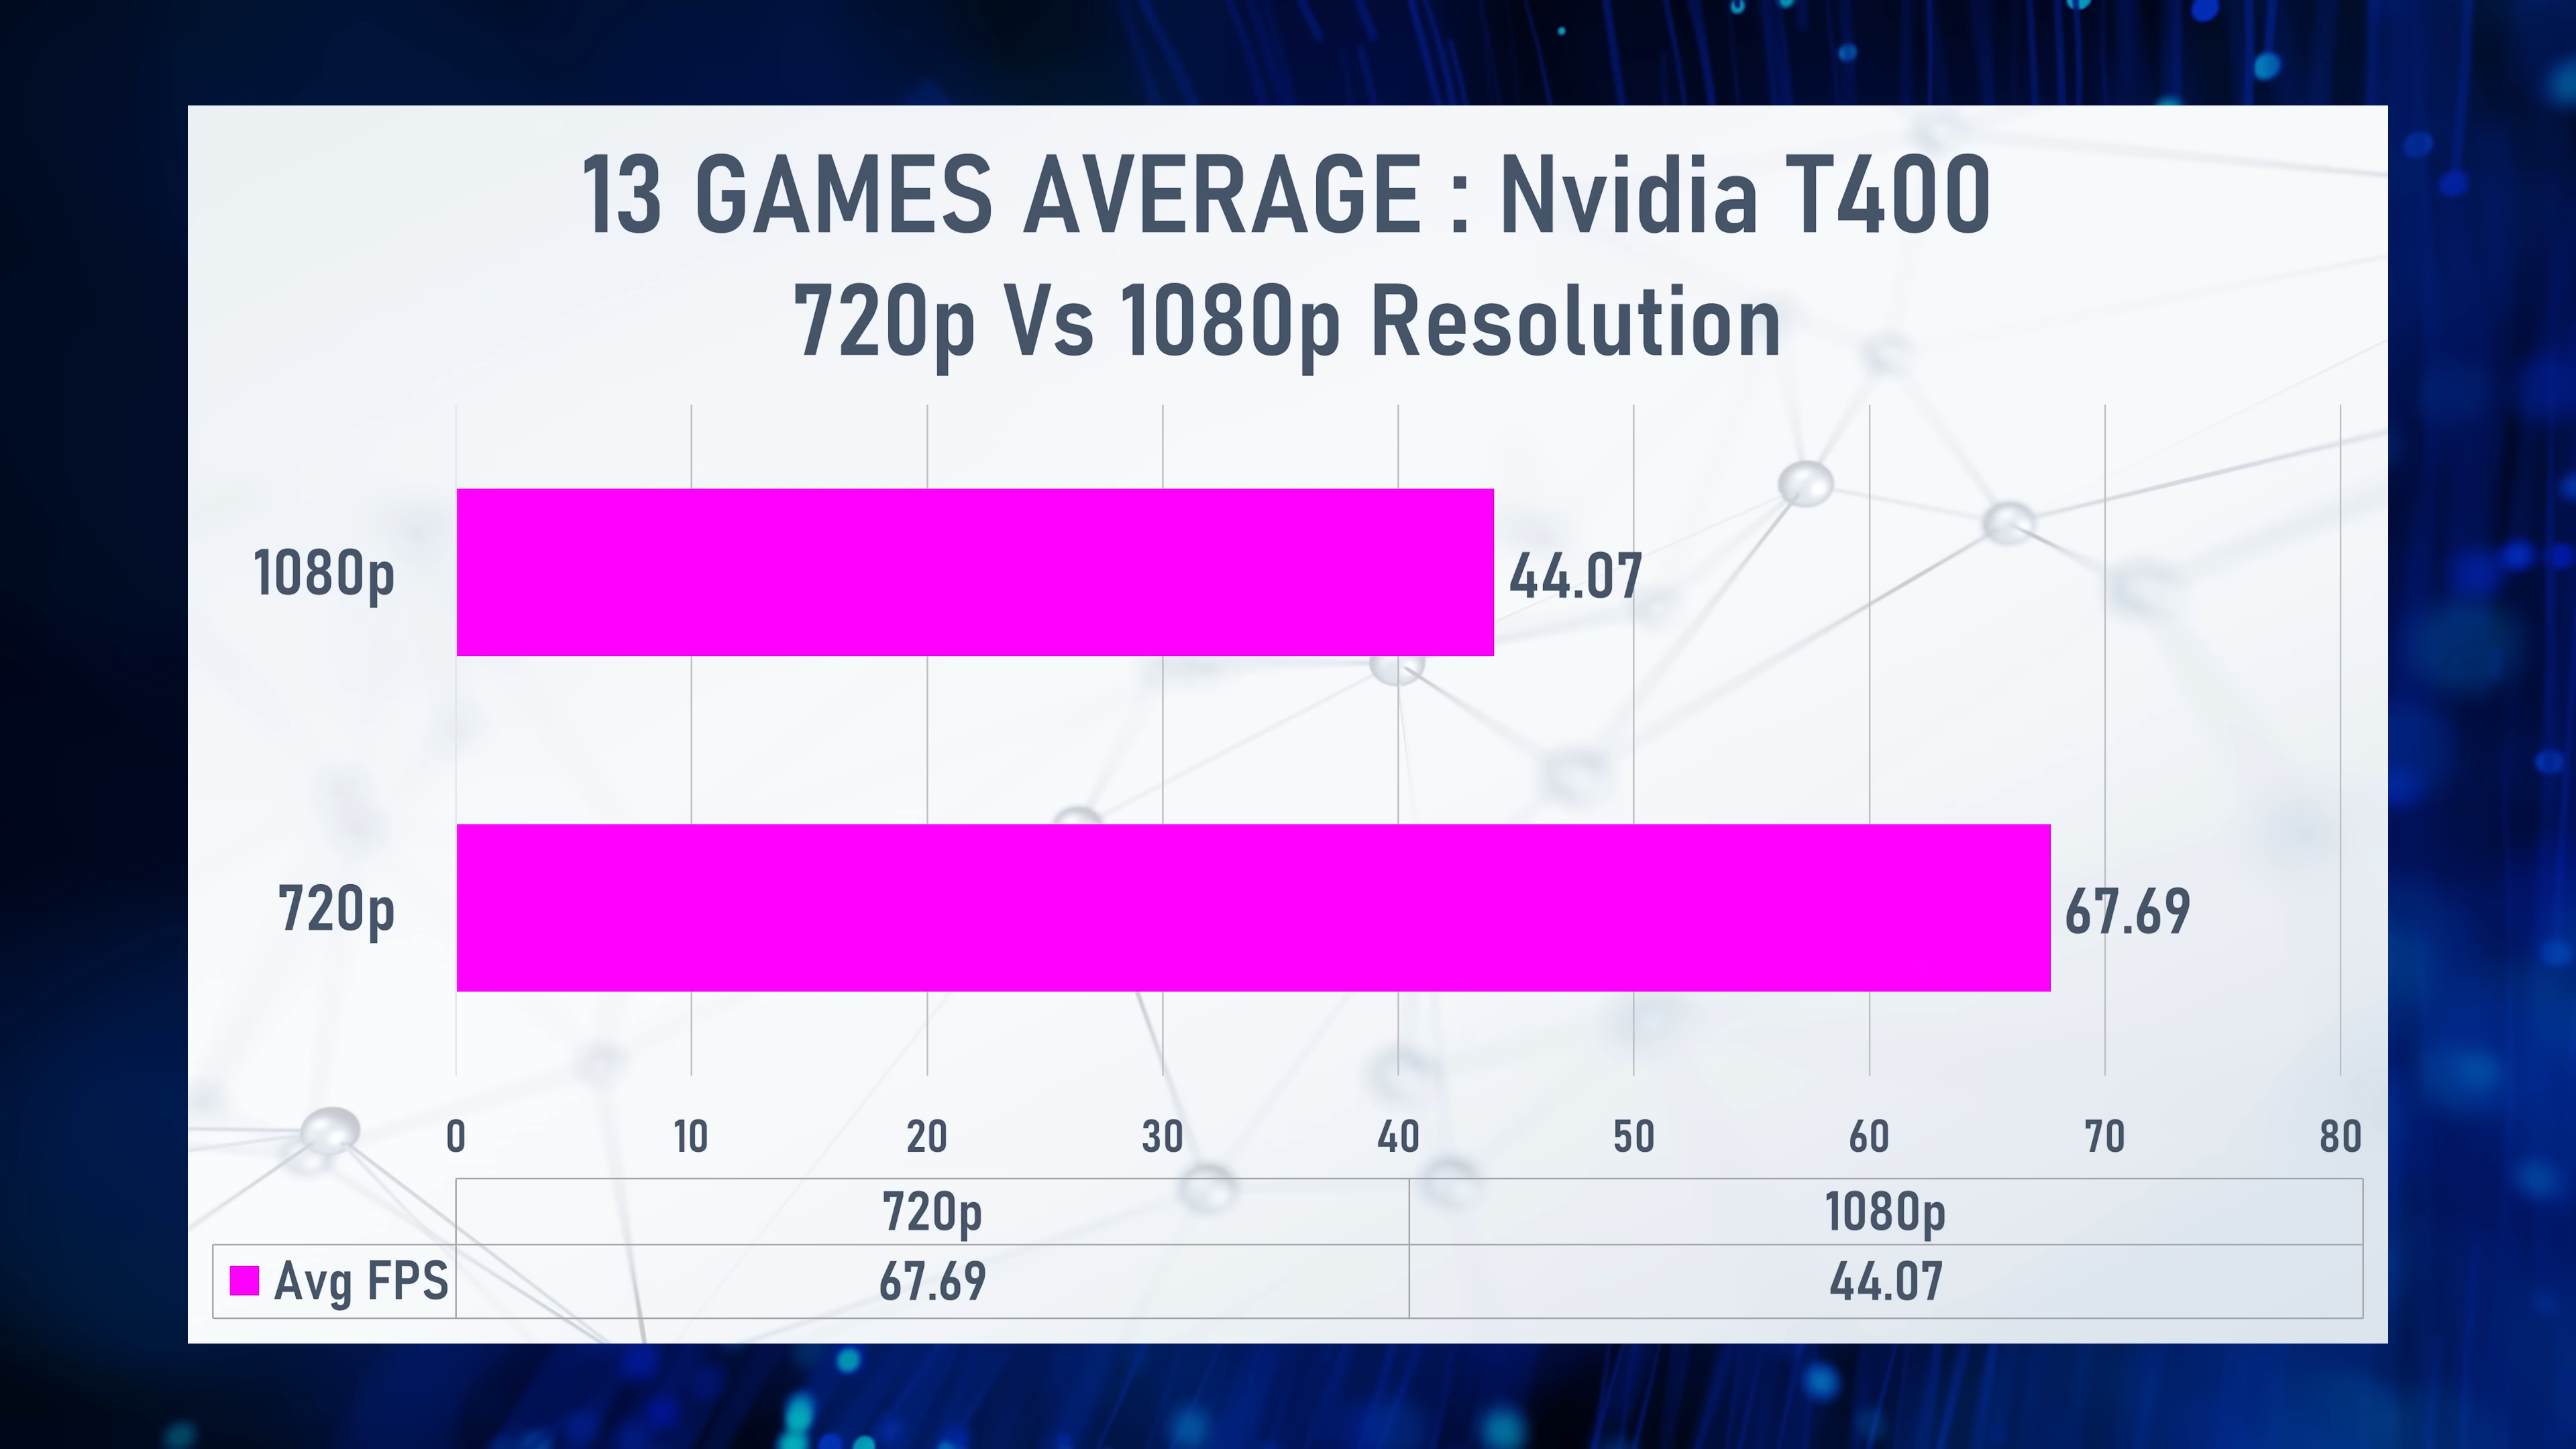 13 GAMES AVERAGE : Nvidia T400
720p Vs 1080p Resolution
1080p
44.07
720p
67.69
0 10 20 30 40 50 60 70 80
720p 1080p
Avg FPS 67.69 44.07